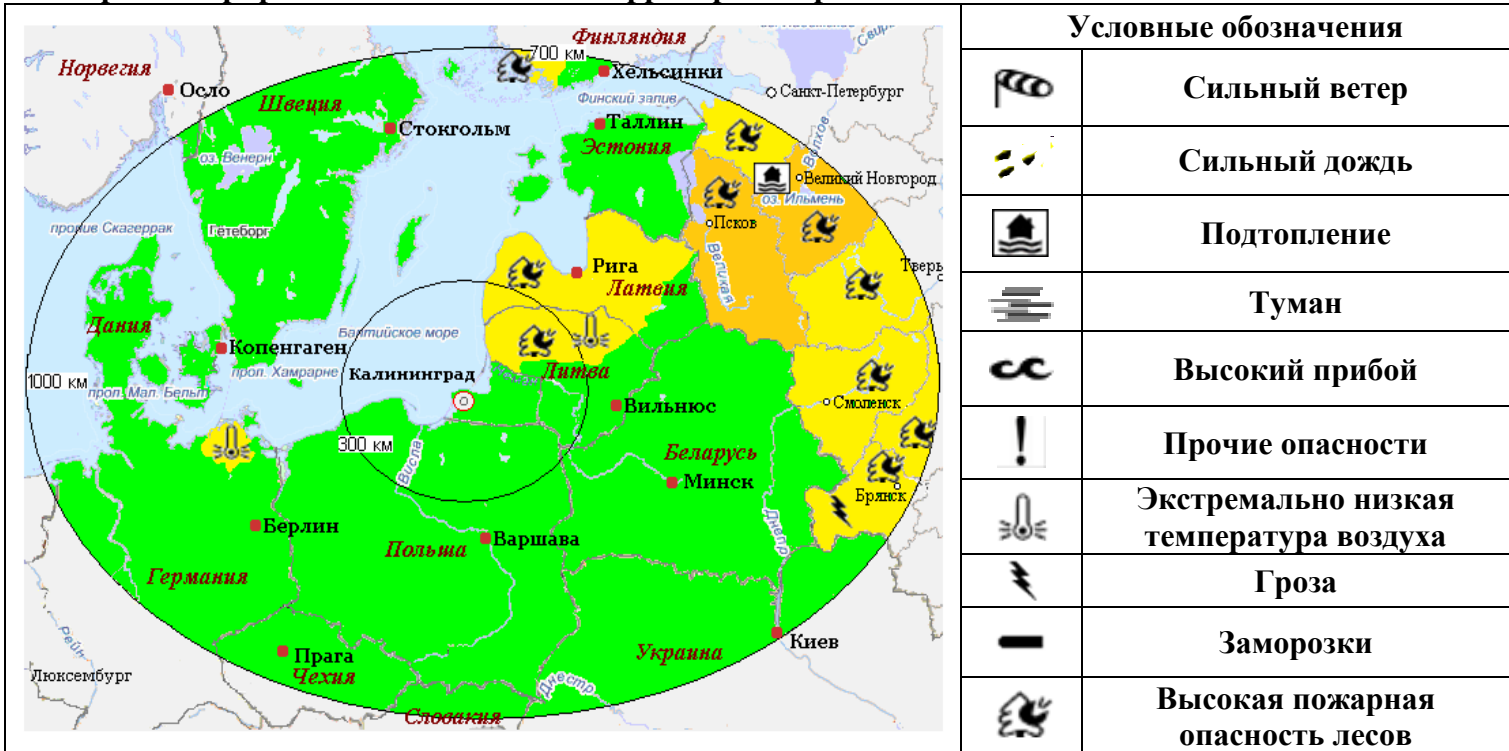 Финляндия
Свирь
700 км
Норвегия
Хельсинки
Осло
Санкт-Петербург
Швеция
Финский залив
Стокгольм
Таллин
Эстония
Волхов
оз. Венерн
Великий Новгород
оз. Ильмень
Псков
пролив Скагеррак
Гётеборг
Великая
Рига
Тверь
Латвия
Дания
Балтийское море
Копенгаген
Литва
1000 км
прол. Хамрарне
Калининград
прол. Мал. Бельт
Вильнюс
Смоленск
300 км
Висла
Беларусь
Минск
Брянск
Берлин
Варшава
Днепр
Польша
Германия
Рейн
Прага
Украина
Киев
Люксембург
Чехия
Днестр
Словакия
Условные обозначения
Сильный ветер
Сильный дождь
Подтопление
Туман
Высокий прибой
Прочие опасности
Экстремально низкая
температура воздуха
Гроза
Заморозки
Высокая пожарная
опасность лесов